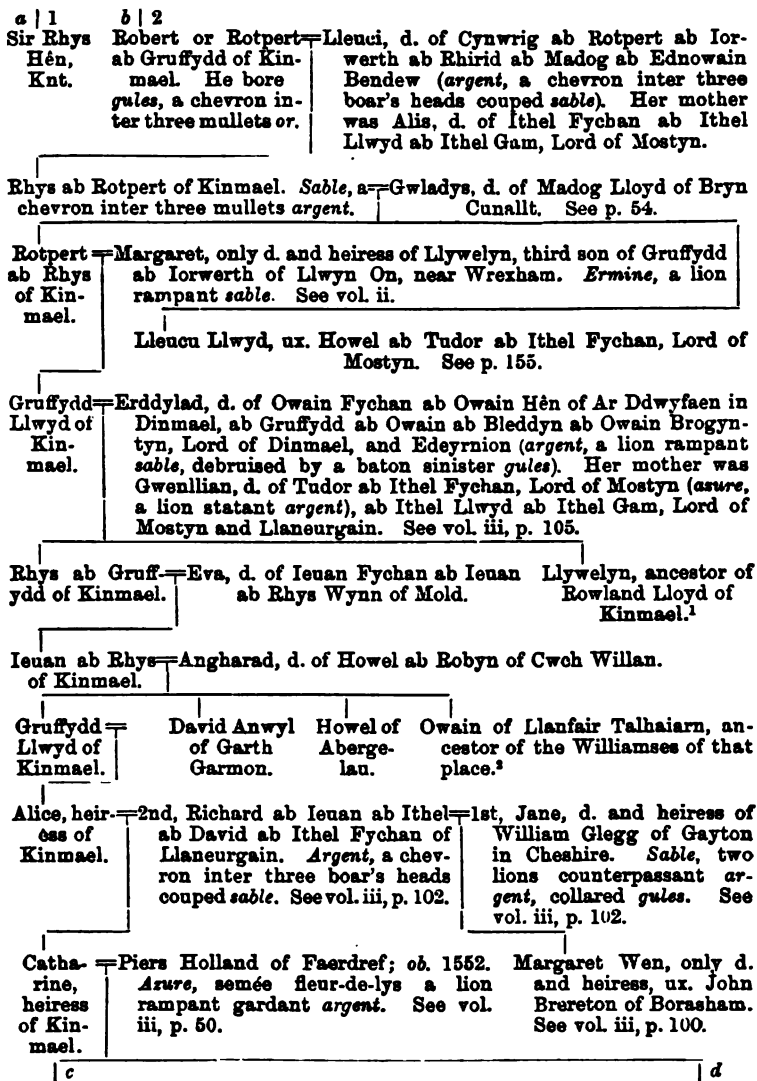 a | 1 b | 2
Sir Rhys Hên, Knt.
Robert or Rotpert
ab Gruffydd of Kin-
mael. He bore
gules, a chevron in-
ter three mullets or.
Lleuci, d. of Cynwrig ab Rotpert ab Ior-
werth ab Rhirid ab Madog ab Ednowain
Bendew (argent, a chevron inter three
boar's heads couped sable). Her mother
was Alis, d. of Ithel Fychan ab Ithel
Llwyd ab Ithel Gam, Lord of Mostyn.
Rhys ab Rotpert of Kinmael. Sable, a
chevron inter three mullets argent.
Gwladys, d. of Madog Lloyd of Bryn
Cunallt. See p. 54.
Rotpert
ab Rhys
of Kin-
mael.
Margaret, only d. and heiress of Llywelyn, third son of Gruffydd
ab Iorwerth of Llwyn On, near Wrexham. Ermine, a lion
rampant sable. See vol. ii.
Lleucu Llwyd, ux. Howel ab Tudor ab Ithel Fychan, Lord of
Mostyn. See p. 155.
Gruffydd
Llwyd of
Kin-
mael.
Erddylad, d. of Owain Fychan ab Owain Hên of Ar Ddwyfaen in
Dinmael, ab Gruffydd ab Owain ab Bleddyn ab Owain Brogyn-
tyn, Lord of Dinmael, and Edeyrnion (argent, a lion rampant
sable, debruised by a baton sinister gules). Her mother was
Gwenllian, d. of Tudor ab Ithel Fychan, Lord of Mostyn (azure,
a lion statant argent), ab Ithel Llwyd ab Ithel Gam, Lord of
Mostyn and Llaneurgain. See vol. iii, p. 105.
Rhys ab Gruff-
ydd of Kinmael.
Eva, d. of Ieuan Fychan ab Ieuan
ab Rhys Wynn of Mold.
Llywelyn, ancestor of
Rowland Lloyd of
Kinmael.¹
Ieuan ab Rhys
of Kinmael.
Angharad, d. of Howel ab Robyn of Cwch Willan.
Gruffydd
Llwyd of
Kinmael.
David Anwyl
of Garth
Garmon.
Howel of
Aberge-
lau.
Owain of Llanfair Talhaiarn, an-
cestor of the Williamses of that
place.²
Alice, heir-
ess of
Kinmael.
2nd, Richard ab Ieuan ab Ithel
ab David ab Ithel Fychan of
Llaneurgain. Argent, a chev-
ron inter three boar's heads
couped sable. See vol. iii, p. 102.
1st, Jane, d. and heiress of
William Glegg of Gayton
in Cheshire. Sable, two
lions counterpassant ar-
gent, collared gules. See
vol. iii, p. 102.
Catha-
rine,
heiress
of Kin-
mael.
Piers Holland of Faerdref; ob. 1552.
Azure, semée fleur-de-lys a lion
rampant gardant argent. See vol.
iii, p. 50.
Margaret Wen, only d.
and heiress, ux. John
Brereton of Borasham.
See vol. iii, p. 100.
| c | d